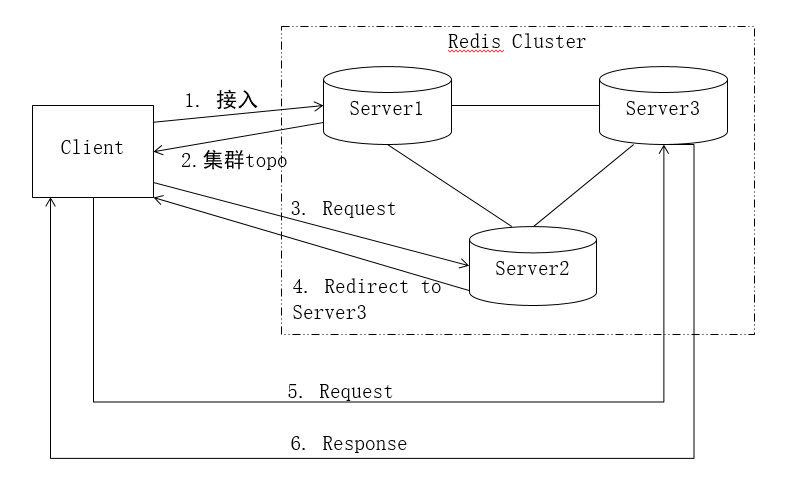 Redis Cluster
1. 接入
Server1
Server3
Client
2.集群topo
3. Request
Server2
4. Redirect to
Server3
5. Request
6. Response